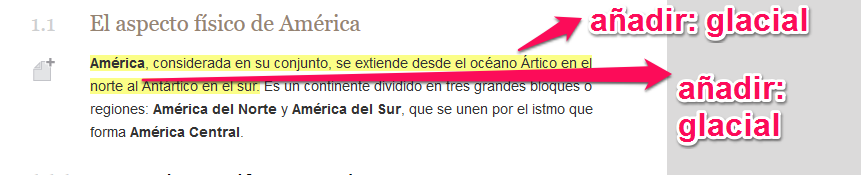 1.1 El aspecto físico de América
añadir: glacial
América, considerada en su conjunto, se extiende desde el océano Ártico en el
norte al Antártico en el sur. Es un continente dividido en tres grandes bloques o
regiones: América del Norte y América del Sur, que se unen por el istmo que
forma América Central.
añadir:
glacial